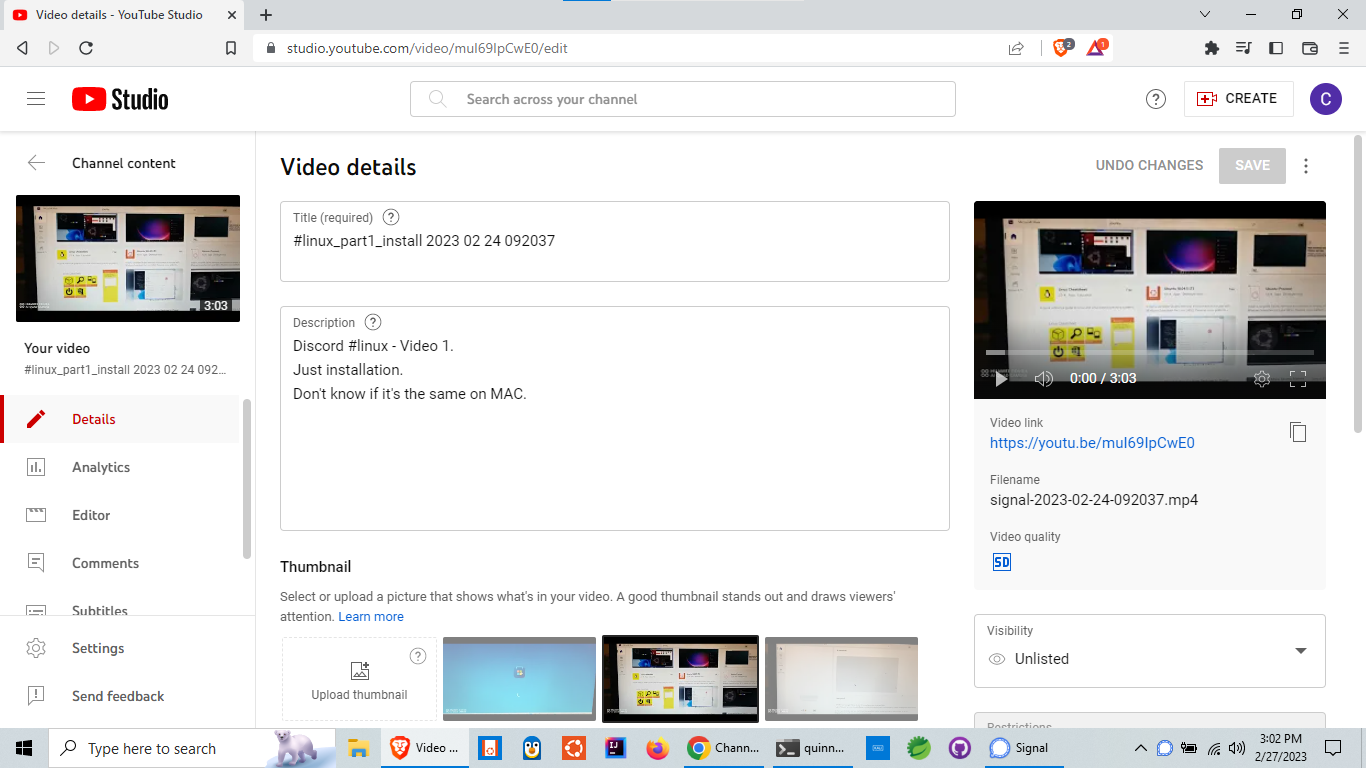 Video details - YouTube Studio
studio.youtube.com/video/muI69IpCwE0/edit
2
1
Studio
Search across your channel
CREATE
C
Channel content
3:03
Your video
#linux_part1_install 2023 02 24 092…
Details
Analytics
Editor
Comments
Subtitles
Settings
Send feedback
Video details
UNDO CHANGES
SAVE
Title (required)
#linux_part1_install 2023 02 24 092037
Description
Discord #linux - Video 1.
Just installation.
Don't know if it's the same on MAC.
Thumbnail
Select or upload a picture that shows what's in your video. A good thumbnail stands out and draws viewers'
attention. Learn more
Upload thumbnail
0:00 / 3:03
Video link
https://youtu.be/muI69IpCwE0
Filename
signal-2023-02-24-092037.mp4
Video quality
SD
Visibility
Unlisted
Restrictions
Type here to search
Video ...
Chann...
quinn...
Signal
3:02 PM
2/27/2023